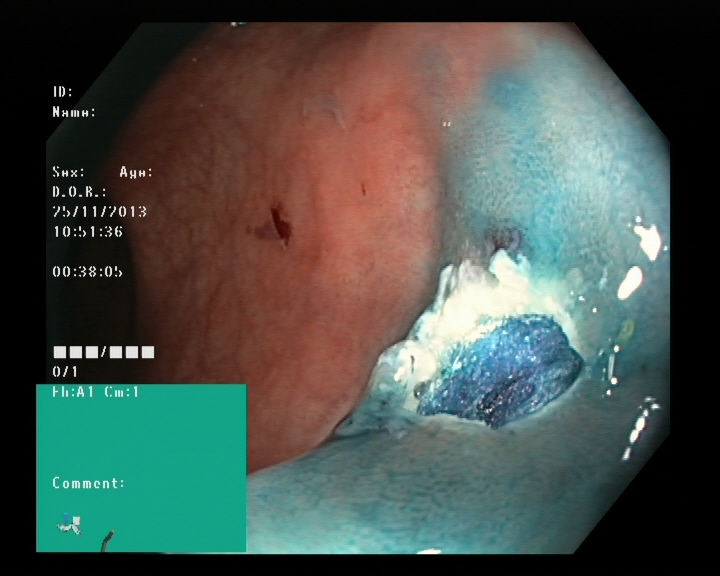 ID:
Name:
Sex: Age:
D.O.B.:
25/11/2013
10:51:36
00:38:05
■■■/■■■
0/1
Eh:A1 Cm:1
Comment: